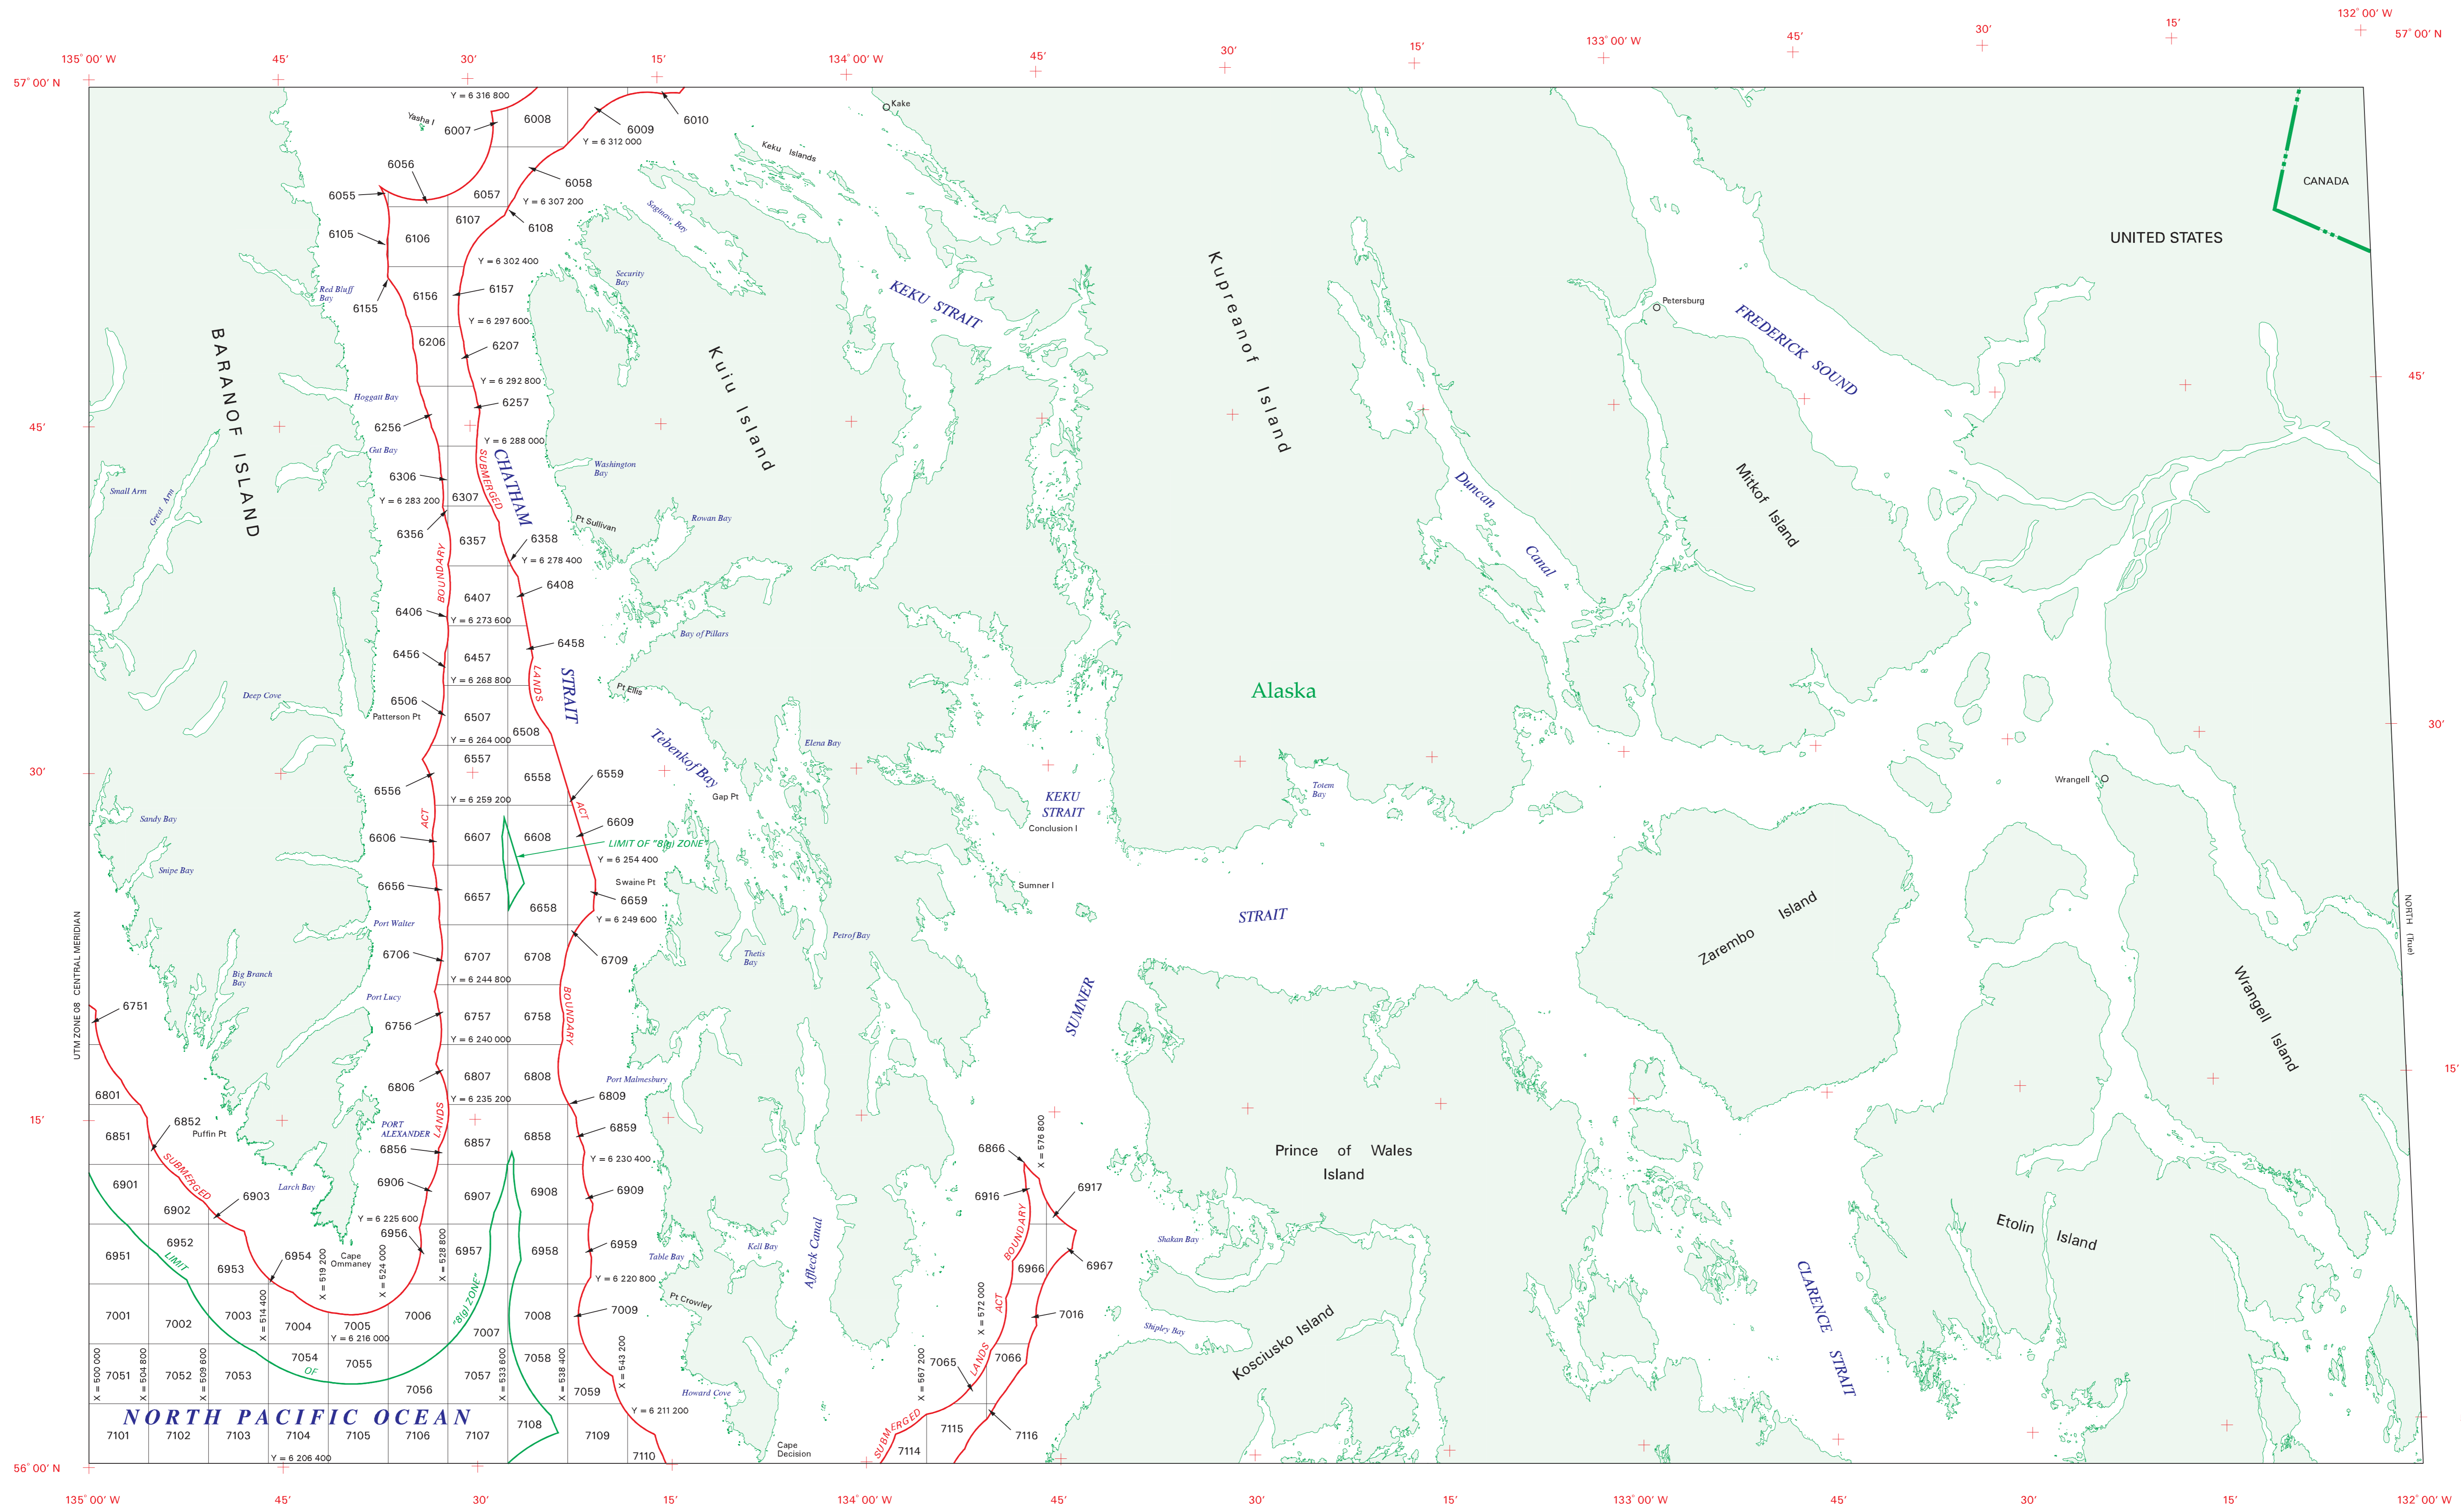 132° 00’ W
15’
30’
57° 00’ N
45’
133° 00’ W
15’
30’
135° 00’ W
45’
30’
15’
134° 00’ W
45’
57° 00’ N
Y = 6 316 800
Kake
Yasha I
6007
6008
6009
6010
Y = 6 312 000
Keku Islands
6056
6055
6057
6058
CANADA
Y = 6 307 200
Saginaw Bay
6107
6108
6105
6106
UNITED STATES
Y = 6 302 400
Security
Bay
Red Bluff
Bay
6156
6157
KEKU STRAIT
Kupreanof Island
Petersburg
6155
Y = 6 297 600
FREDERICK SOUND
BARANOF ISLAND
6206
6207
Kuiu Island
Y = 6 292 800
45’
Hoggatt Bay
6257
45’
6256
Y = 6 288 000
Gut Bay
SUBMERGED
CHATHAM
Washington
Bay
6306
Mitkof Island
Duncan
Small Arm
Great Arm
Y = 6 283 200
6307
Pt Sullivan
Rowan Bay
6356
6357
6358
Y = 6 278 400
Canal
BOUNDARY
6407
6408
6406
Y = 6 273 600
Bay of Pillars
6458
6456
6457
Y = 6 268 800
LANDS
STRAIT
Pt Ellis
Alaska
Deep Cove
6506
Patterson Pt
6507
6508
30’
Y = 6 264 000
Tebenkof Bay
Elena Bay
6557
30’
6558
6559
Wrangell
6556
Totem
Bay
Gap Pt
KEKU
STRAIT
Y = 6 259 200
ACT
ACT
Sandy Bay
6609
Conclusion I
6606
6607
6608
LIMIT OF “8(g) ZONE”
Y = 6 254 400
Snipe Bay
Swaine Pt
Sumner I
6656
6657
6658
6659
Y = 6 249 600
STRAIT
Zarembo Island
NORTH (True)
Port Walter
Petrof Bay
UTM ZONE 08 CENTRAL MERIDIAN
6706
6707
6708
6709
Thetis
Bay
Big Branch
Bay
Y = 6 244 800
Port Lucy
SUMNER
Wrangell Island
6751
6756
6757
6758
BOUNDARY
Y = 6 240 000
15’
Port Malmesbury
6801
6806
6807
6808
6809
Y = 6 235 200
15’
6852
Puffin Pt
PORT
ALEXANDER
LANDS
6859
X = 576 800
6851
6856
6857
6858
6866
Prince of Wales
Island
Y = 6 230 400
SUBMERGED
Larch Bay
6901
6902
6903
6906
6907
6908
6909
6916
6917
Y = 6 225 600
BOUNDARY
Etolin Island
Shakan Bay
6951
6952
6953
LIMIT
6954
Cape
Ommaney
6956
6957
6958
6959
Table Bay
Kell Bay
Affleck Canal
6966
6967
X = 519 200
X = 524 000
X = 528 800
Y = 6 220 800
CLARENCE
STRAIT
7001
7002
7003
X = 514 400
7004
7005
7006
“8(g) ZONE”
7007
7008
7009
Pt Crowley
X = 572 000
ACT
7016
Shipley Bay
Kosciusko Island
Y = 6 216 000
X = 500 000
7051
X = 504 800
7052
X = 509 600
7053
7054
OF
7055
7056
7057
X = 533 600
7058
X = 538 400
7059
X = 543 200
Howard Cove
X = 567 200
7065
LANDS
7066
Y = 6 211 200
NORTH PACIFIC OCEAN
7101
7102
7103
7104
7105
7106
7107
7108
7109
7110
Cape
Decision
SUBMERGED
7114
7115
7116
Y = 6 206 400
56° 00’ N
135° 00’ W
45’
30’
15’
134° 00’ W
45’
30’
15’
133° 00’ W
45’
30’
15’
132° 00’ W